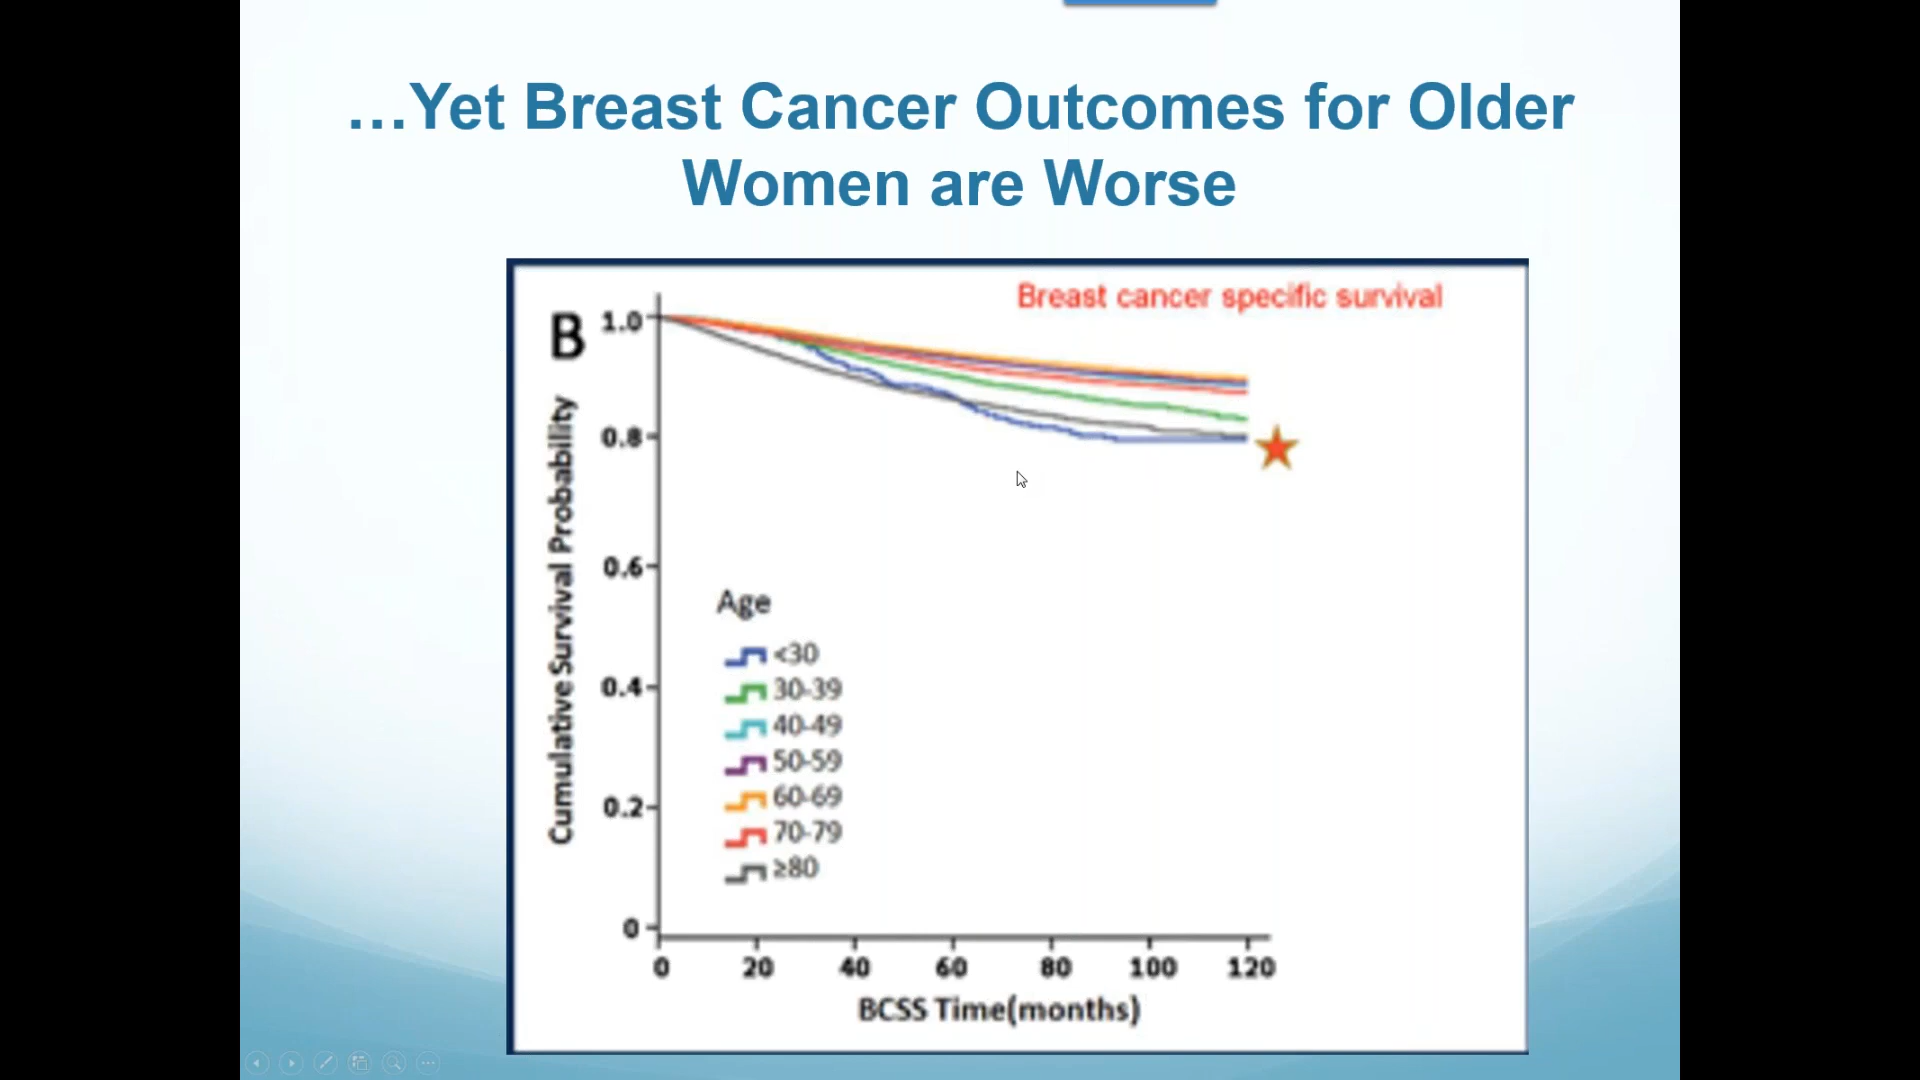 …Yet Breast Cancer Outcomes for Older
Women are Worse
Breast cancer specific survival
B
Cumulative Survival Probability
1.0
0.8
0.6
0.4
0.2
0
Age
<30
30-39
40-49
50-59
60-69
70-79
≥80
0 20 40 60 80 100 120
BCSS Time(months)